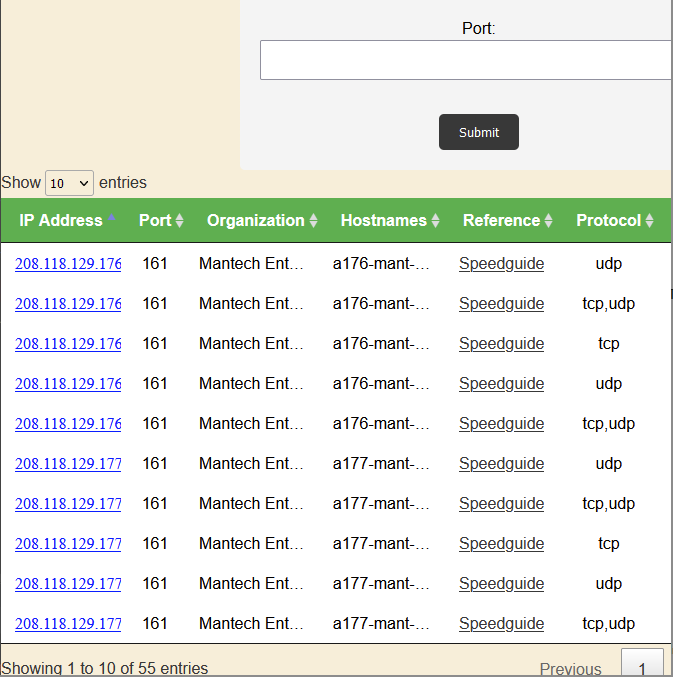 Port:
Submit
Show 10 entries
IP Address Port Organization Hostnames Reference Protocol
208.118.129.176 161 Mantech Ent... a176-mant-... Speedguide udp
208.118.129.176 161 Mantech Ent... a176-mant-... Speedguide tcp,udp
208.118.129.176 161 Mantech Ent... a176-mant-... Speedguide tcp
208.118.129.176 161 Mantech Ent... a176-mant-... Speedguide udp
208.118.129.176 161 Mantech Ent... a176-mant-... Speedguide tcp,udp
208.118.129.177 161 Mantech Ent... a177-mant-... Speedguide udp
208.118.129.177 161 Mantech Ent... a177-mant-... Speedguide tcp,udp
208.118.129.177 161 Mantech Ent... a177-mant-... Speedguide tcp
208.118.129.177 161 Mantech Ent... a177-mant-... Speedguide udp
208.118.129.177 161 Mantech Ent... a177-mant-... Speedguide tcp,udp
Showing 1 to 10 of 55 entries Previous 1